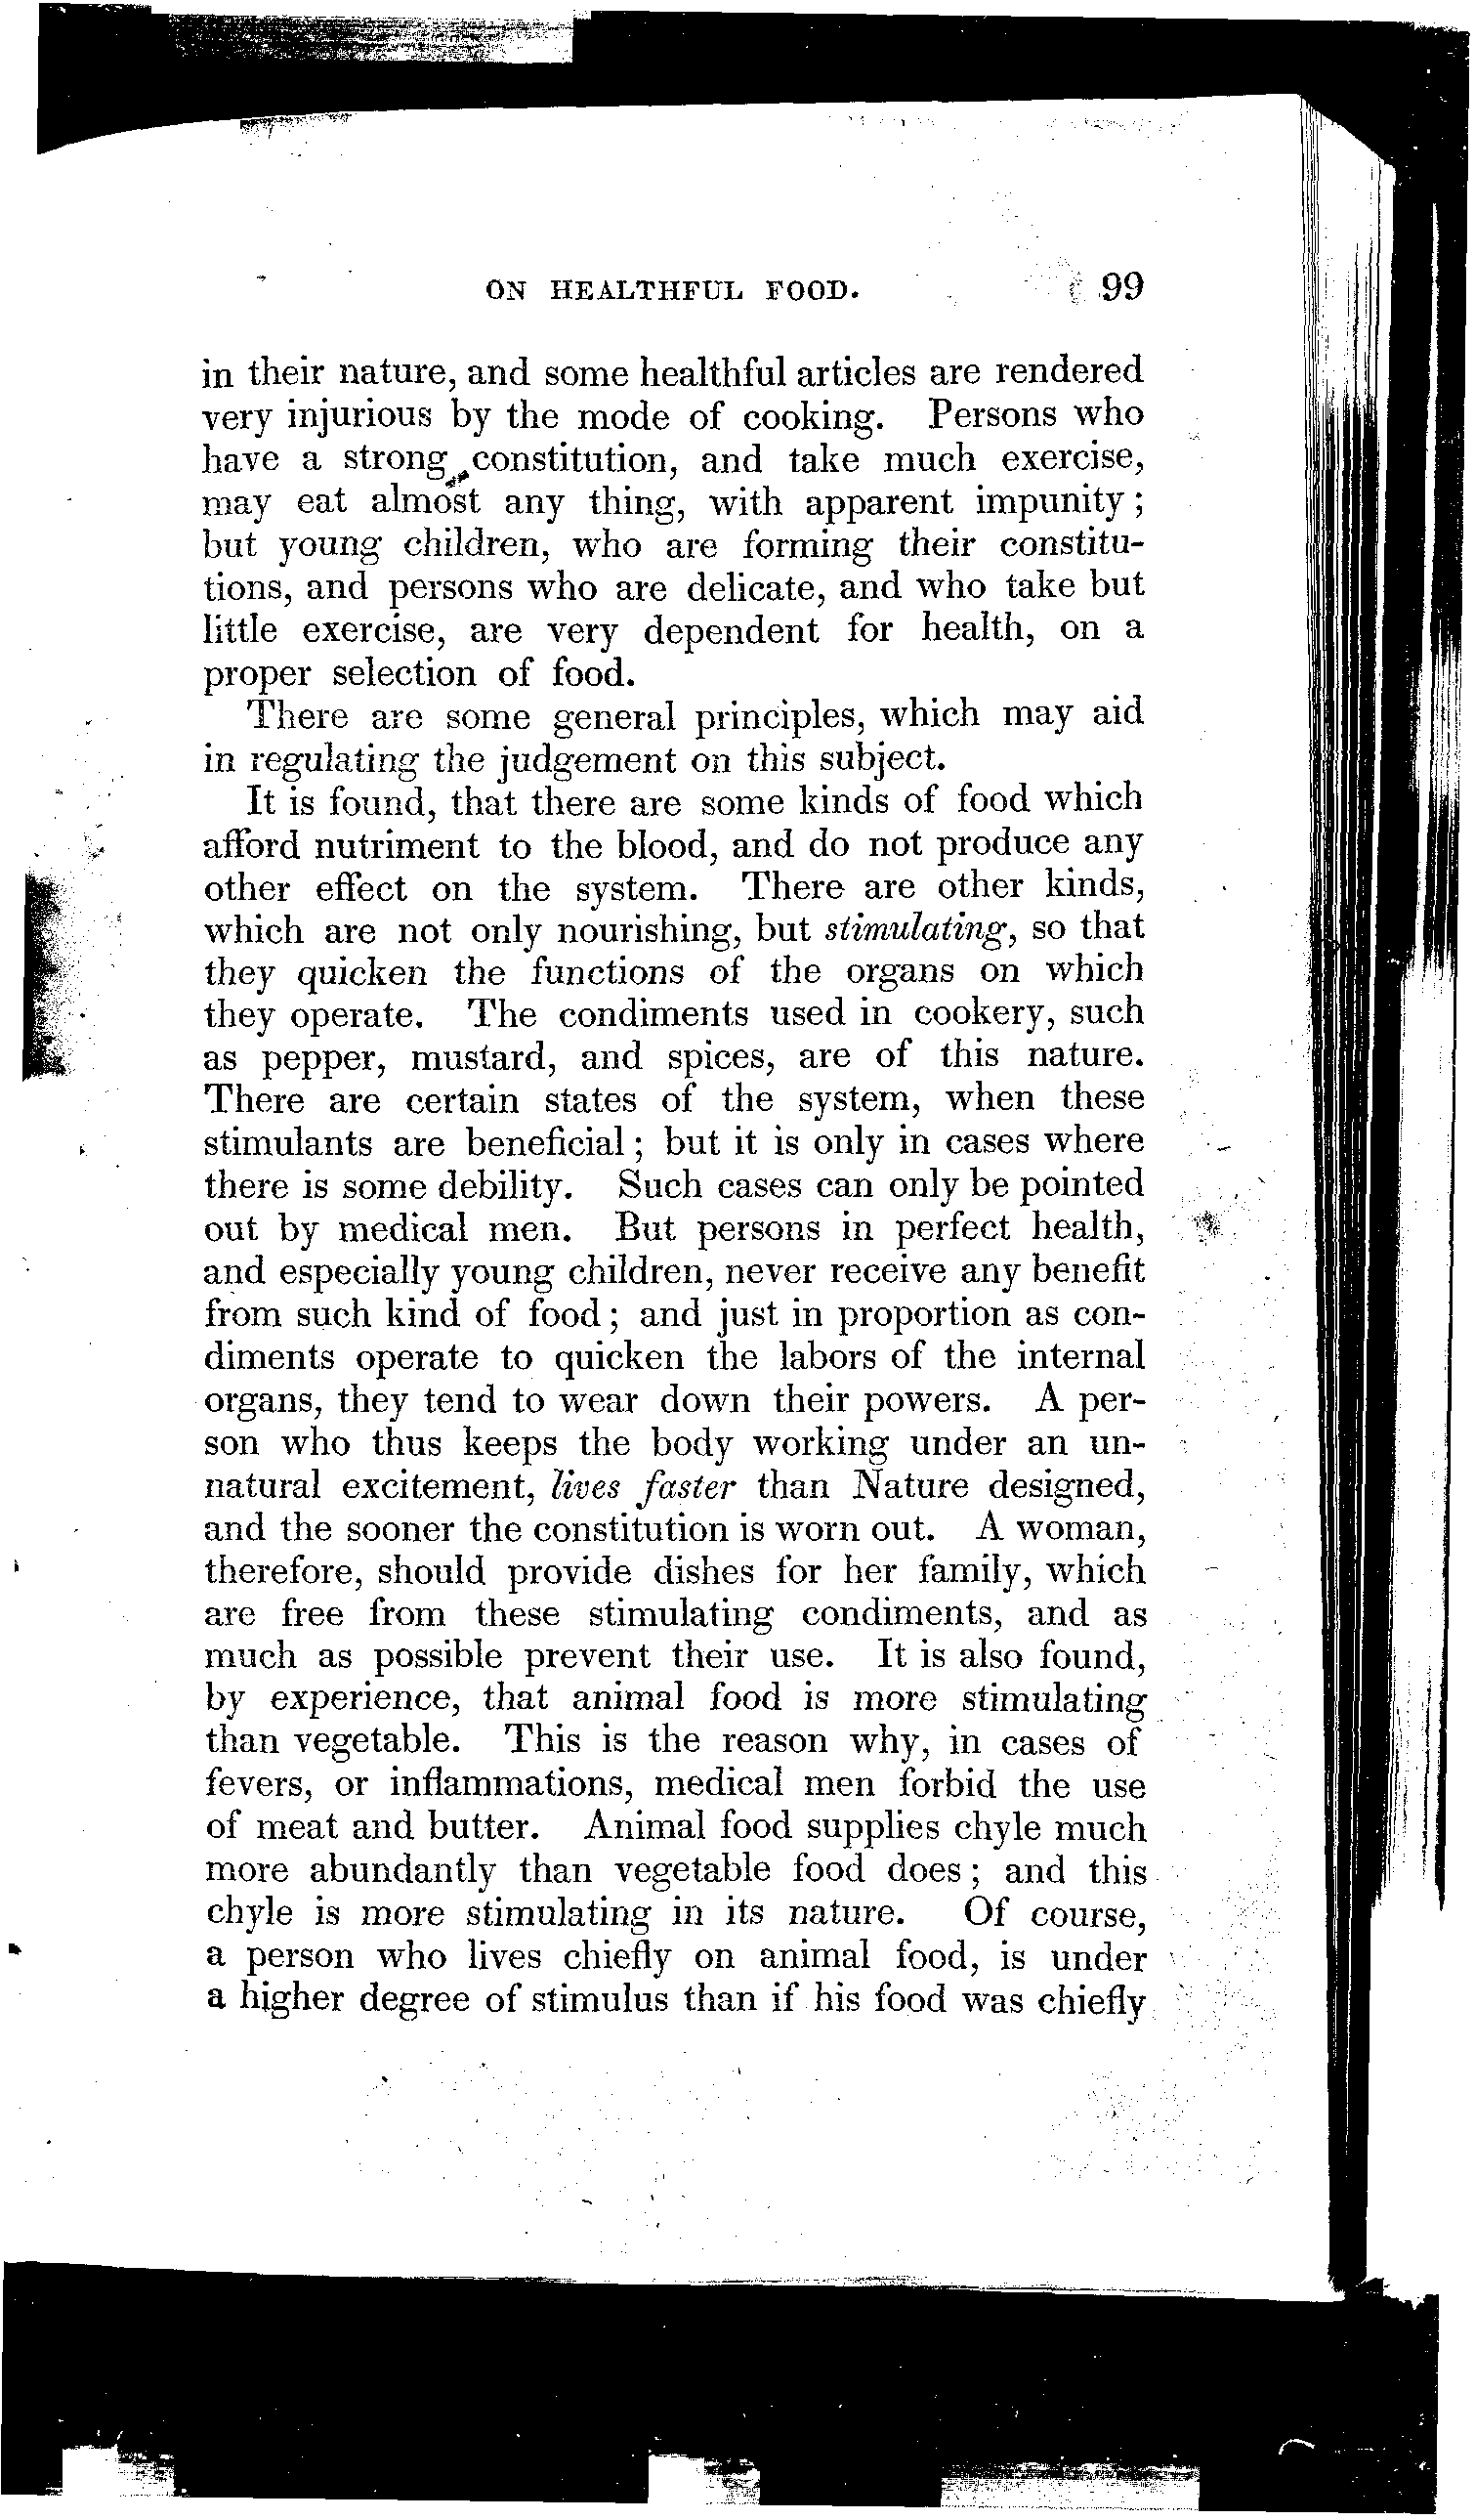 ON HEALTHFUL FOOD. 99
in their nature, and some healthful articles are rendered
very injurious by the mode of cooking. Persons who
have a strong constitution, and take much exercise,
may eat almost any thing, with apparent impunity;
but young children, who are forming their constitu-
tions, and persons who are delicate, and who take but
little exercise, are very dependent for health, on a
proper selection of food.
There are some general principles, which may aid
in regulating the judgement on this subject.
It is found, that there are some kinds of food which
afford nutriment to the blood, and do not produce any
other effect on the system. There are other kinds,
which are not only nourishing, but stimulating, so that
they quicken the functions of the organs on which
they operate. The condiments used in cookery, such
as pepper, mustard, and spices, are of this nature.
There are certain states of the system, when these
stimulants are beneficial; but it is only in cases where
there is some debility. Such cases can only be pointed
out by medical men. But persons in perfect health,
and especially young children, never receive any benefit
from such kind of food; and just in proportion as con-
diments operate to quicken the labors of the internal
organs, they tend to wear down their powers. A per-
son who thus keeps the body working under an un-
natural excitement, lives faster than Nature designed,
and the sooner the constitution is worn out. A woman,
therefore, should provide dishes for her family, which
are free from these stimulating condiments, and as
much as possible prevent their use. It is also found,
by experience, that animal food is more stimulating
than vegetable. This is the reason why, in cases of
fevers, or inflammations, medical men forbid the use
of meat and butter. Animal food supplies chyle much
more abundantly than vegetable food does; and this
chyle is more stimulating in its nature. Of course,
a person who lives chiefly on animal food, is under
a higher degree of stimulus than if his food was chiefly